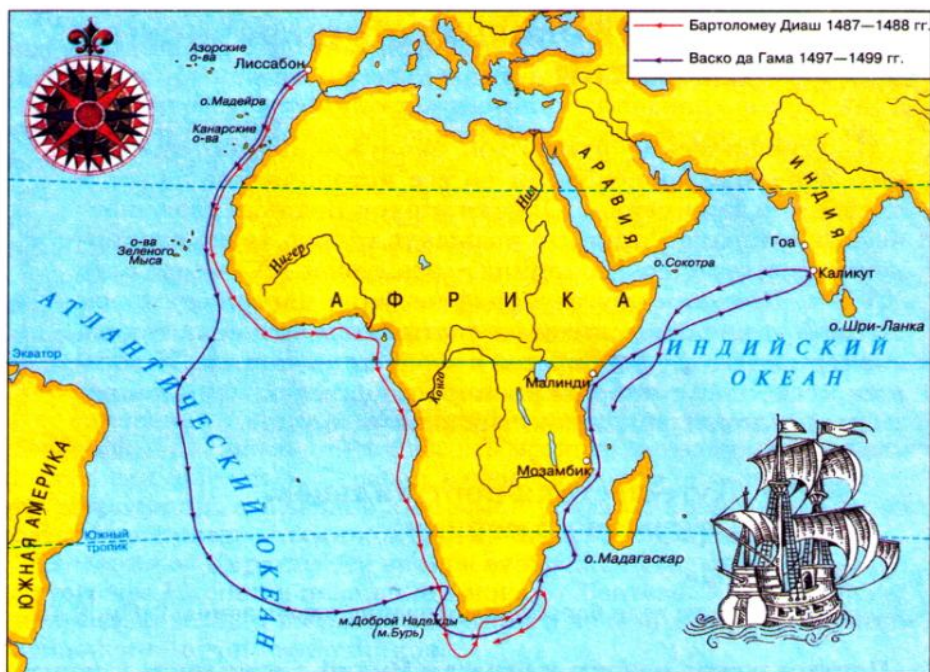 Бартоломеу Диаш 1487—1488 гг.
Васко да Гама 1497—1499 гг.
Азорские
о-ва
Лиссабон
о.Мадейра
Канарские
о-ва
о-ва
Зеленого
Мыса
Нигер
Нил
АРАВИЯ
ИНДИЯ
Гоа
о.Сокотра
Каликут
АФРИКА
о.Шри-Ланка
АТЛАНТИЧЕСКИЙ ОКЕАН
Экватор
ИНДИЙСКИЙ
ОКЕАН
Конго
Малинди
Мозамбик
ЮЖНАЯ АМЕРИКА
Южный
тропик
о.Мадагаскар
м.Доброй Надежды
(м.Бурь)